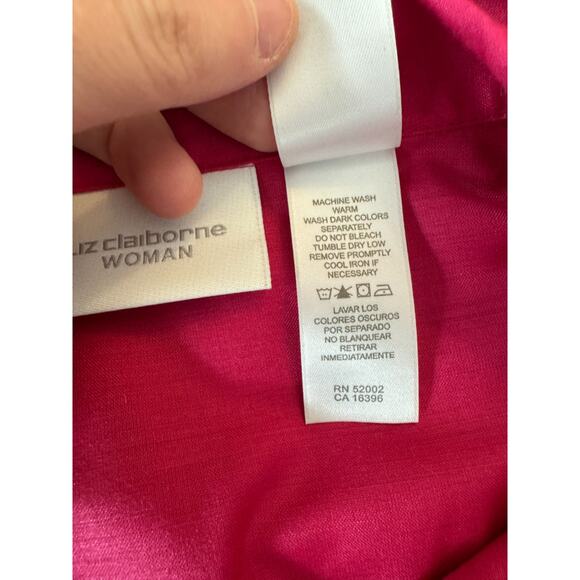 liz claiborne
WOMAN
MACHINE WASH
WARM
WASH DARK COLORS
SEPARATELY
DO NOT BLEACH
TUMBLE DRY LOW
REMOVE PROMPTLY
COOL IRON IF
NECESSARY
LAVAR LOS
COLORES OSCUROS
POR SEPARADO
NO BLANQUEAR
RETIRAR
INMEDIATAMENTE
RN 52002
CA 16396